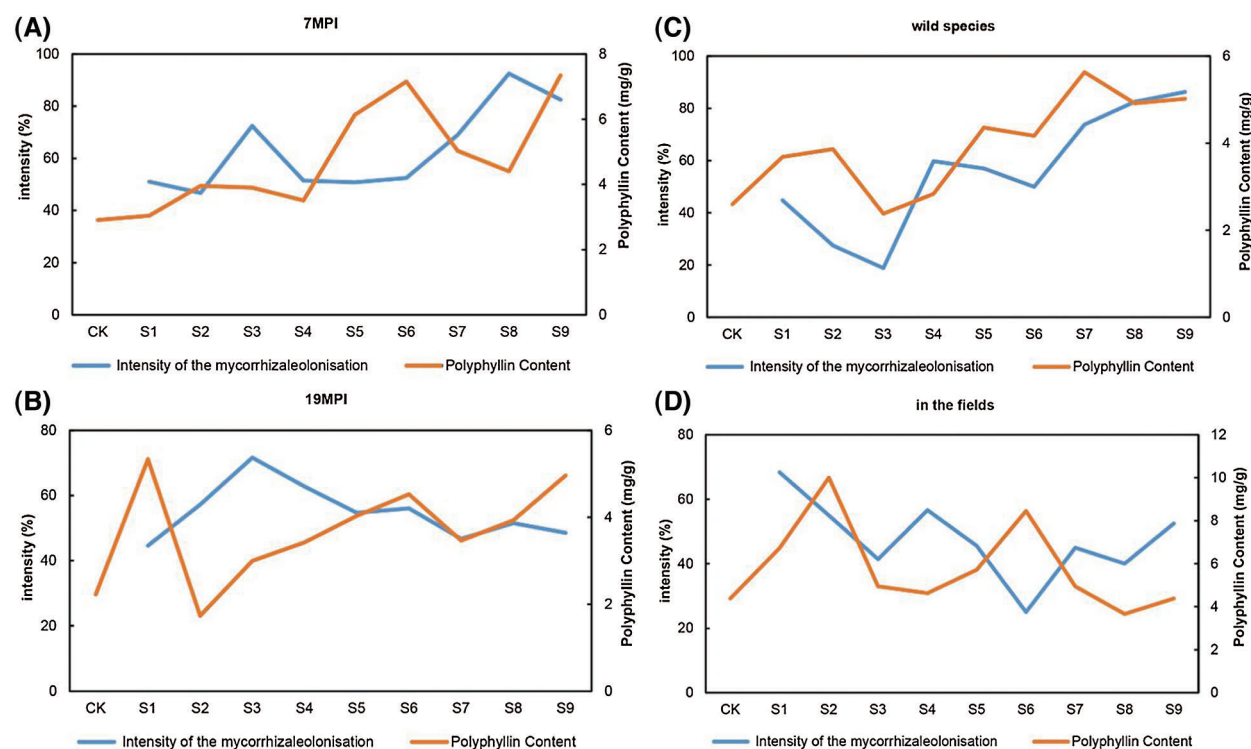 (A)
7MPI
100
80
60
40
20
0
intensity (%)
8
6
4
2
0
Polyphyllin Content (mg/g)
CK S1 S2 S3 S4 S5 S6 S7 S8 S9
Intensity of the mycorrhizaleolonisation Polyphyllin Content
(C)
wild species
100
80
60
40
20
0
intensity (%)
6
4
2
0
Polyphyllin Content (mg/g)
CK S1 S2 S3 S4 S5 S6 S7 S8 S9
Intensity of the mycorrhizaleolonisation Polyphyllin Content
(B)
19MPI
80
60
40
20
0
intensity (%)
6
4
2
0
Polyphyllin Content (mg/g)
CK S1 S2 S3 S4 S5 S6 S7 S8 S9
Intensity of the mycorrhizaleolonisation Polyphyllin Content
(D)
in the fields
80
60
40
20
0
intensity (%)
12
10
8
6
4
2
0
Polyphyllin Content (mg/g)
CK S1 S2 S3 S4 S5 S6 S7 S8 S9
Intensity of the mycorrhizaleolonisation Polyphyllin Content